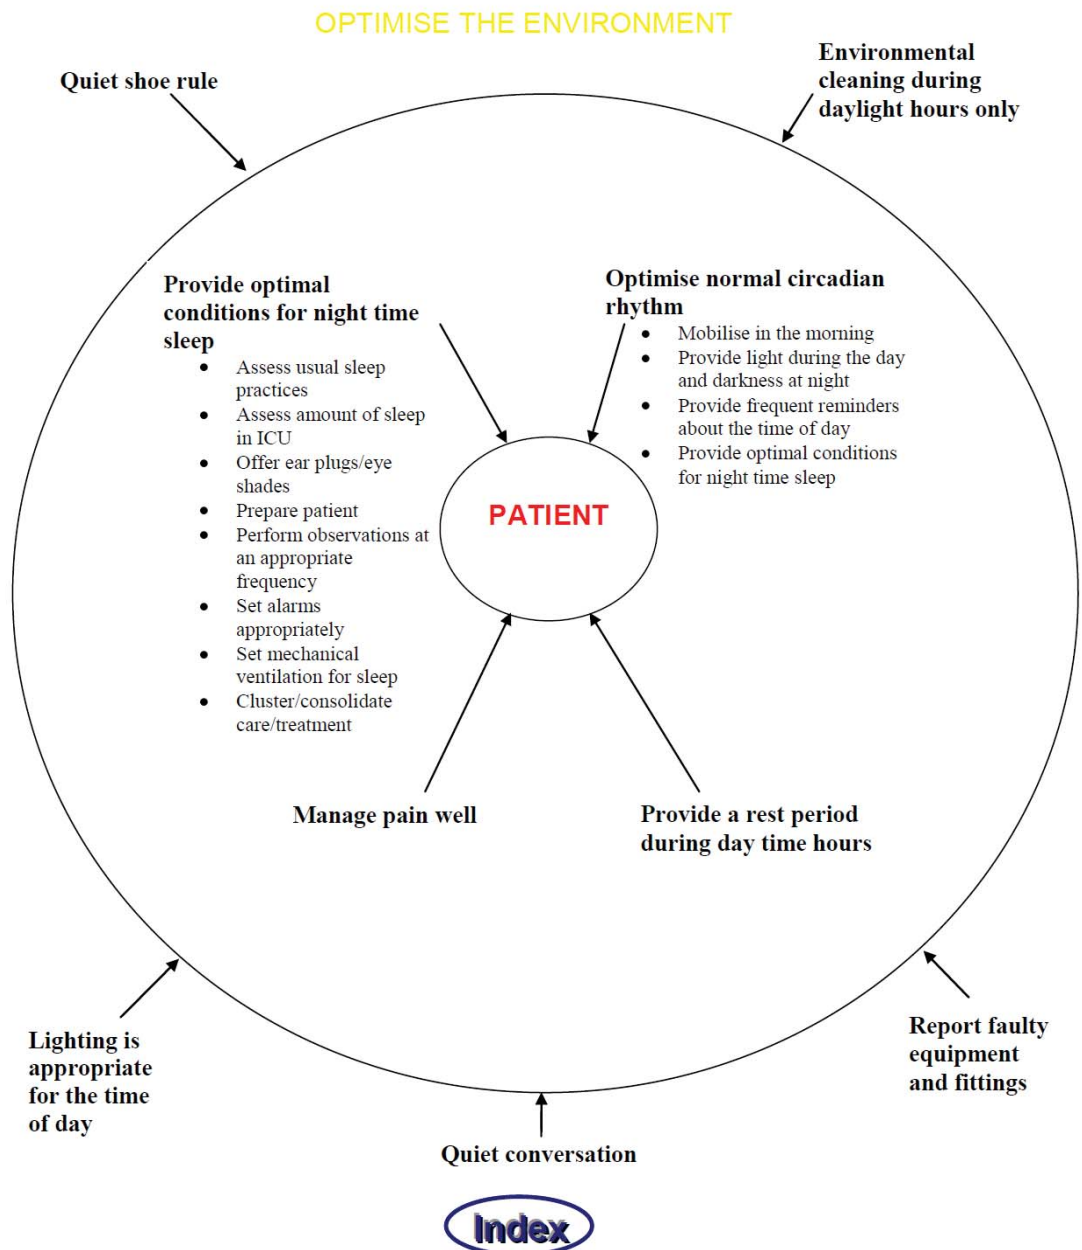 OPTIMISE THE ENVIRONMENT
Quiet shoe rule
Environmental
cleaning during
daylight hours only
Provide optimal
conditions for night time
sleep
• Assess usual sleep
practices
• Assess amount of sleep
in ICU
• Offer ear plugs/eye
shades
• Prepare patient
• Perform observations at
an appropriate
frequency
• Set alarms
appropriately
• Set mechanical
ventilation for sleep
• Cluster/consolidate
care/treatment
Optimise normal circadian
rhythm
• Mobilise in the morning
• Provide light during the day
and darkness at night
• Provide frequent reminders
about the time of day
• Provide optimal conditions
for night time sleep
PATIENT
Manage pain well
Provide a rest period
during day time hours
Lighting is
appropriate
for the time
of day
Report faulty
equipment
and fittings
Quiet conversation
Index